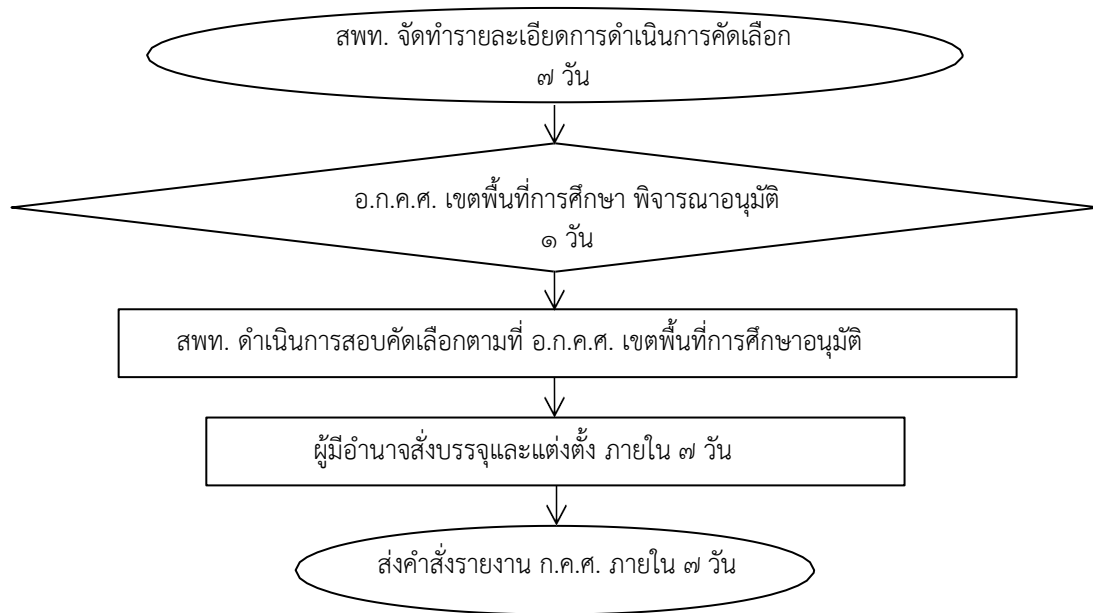 สพท. จัดทำรายละเอียดการดำเนินการคัดเลือก
๗ วัน
อ.ก.ค.ศ. เขตพื้นที่การศึกษา พิจารณาอนุมัติ
๑ วัน
สพท. ดำเนินการสอบคัดเลือกตามที่ อ.ก.ค.ศ. เขตพื้นที่การศึกษาอนุมัติ
ผู้มีอำนาจสั่งบรรจุและแต่งตั้ง ภายใน ๗ วัน
ส่งคำสั่งรายงาน ก.ค.ศ. ภายใน ๗ วัน